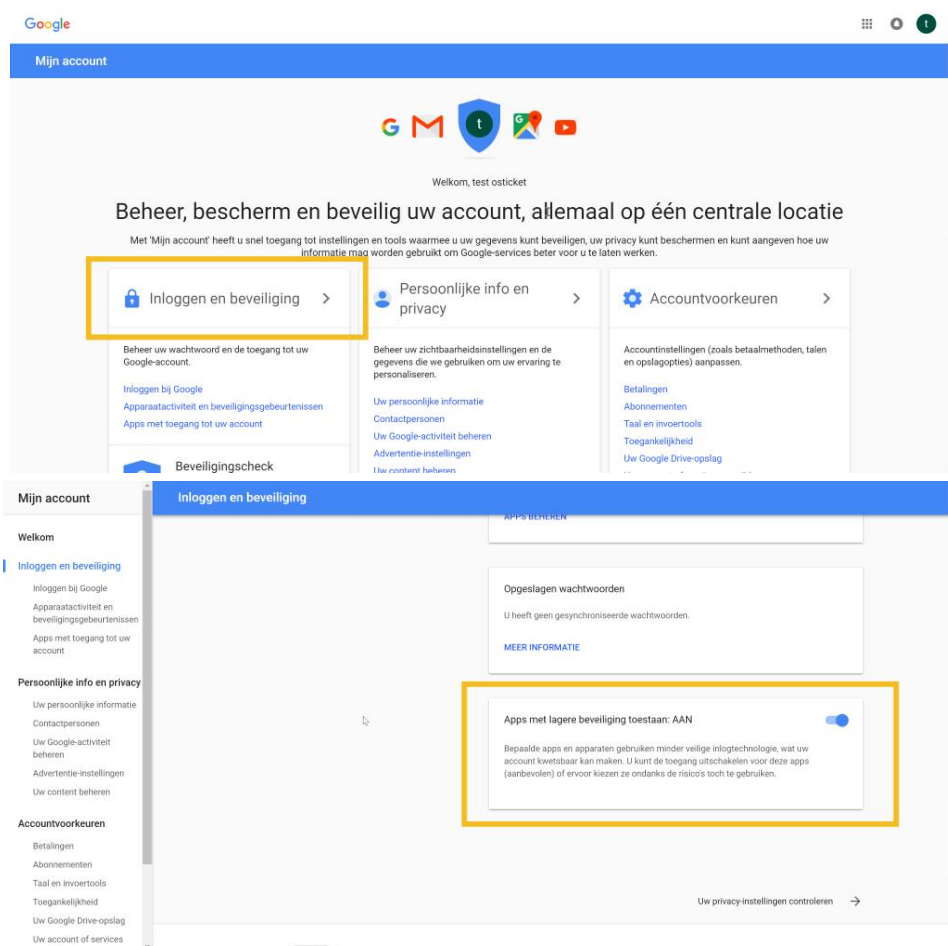 Google
t
Mijn account
G
t
G
Welkom, test osticket
Beheer, bescherm en beveilig uw account, allemaal op één centrale locatie
Met 'Mijn account' heeft u snel toegang tot instellingen en tools waarmee u uw gegevens kunt beveiligen, uw privacy kunt beschermen en kunt aangeven hoe uw
informatie mag worden gebruikt om Google-services beter voor u te laten werken.
Inloggen en beveiliging
Beheer uw wachtwoord en de toegang tot uw
Google-account.
Inloggen bij Google
Apparaatactiviteit en beveiligingsgebeurtenissen
Apps met toegang tot uw account
Beveiligingscheck
Persoonlijke info en
privacy
Beheer uw zichtbaarheidsinstellingen en de
gegevens die we gebruiken om uw ervaring te
personaliseren.
Uw persoonlijke informatie
Contactpersonen
Uw Google-activiteit beheren
Advertentie-instellingen
Uw content beheren
Accountvoorkeuren
Accountinstellingen (zoals betaalmethoden, talen
en opslagopties) aanpassen.
Betalingen
Abonnementen
Taal en invoertools
Toegankelijkheid
Uw Google Drive-opslag
Mijn account
Welkom
Inloggen en beveiliging
Inloggen bij Google
Apparaatactiviteit en
beveiligingsgebeurtenissen
Apps met toegang tot uw
account
Persoonlijke info en privacy
Uw persoonlijke informatie
Contactpersonen
Uw Google-activiteit
beheren
Advertentie-instellingen
Uw content beheren
Accountvoorkeuren
Betalingen
Abonnementen
Taal en invoertools
Toegankelijkheid
Uw Google Drive-opslag
Uw account of services
Inloggen en beveiliging
APPS BEHEREN
Opgeslagen wachtwoorden
U heeft geen gesynchroniseerde wachtwoorden.
MEER INFORMATIE
Apps met lagere beveiliging toestaan: AAN
Bepaalde apps en apparaten gebruiken minder veilige inlogtechnologie, wat uw
account kwetsbaar kan maken. U kunt de toegang uitschakelen voor deze apps
(aanbevolen) of ervoor kiezen ze ondanks de risico's toch te gebruiken.
Uw privacy-instellingen controleren